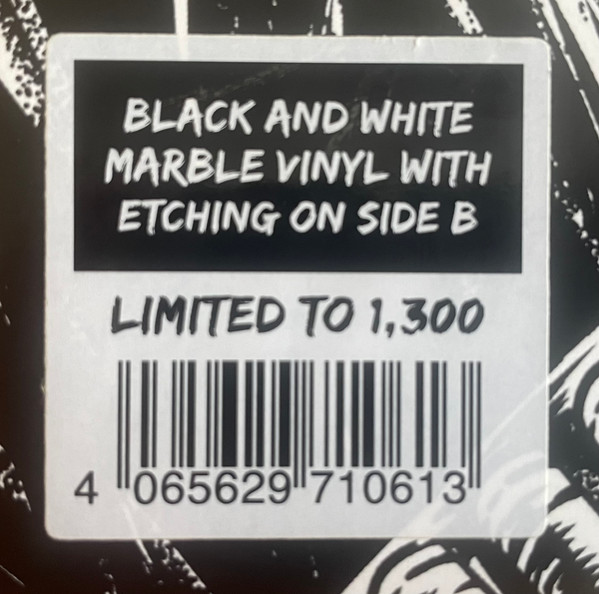 BLACK AND WHITE
MARBLE VINYL WITH
ETCHING ON SIDE B
LIMITED TO 1,300
4 065629 710613